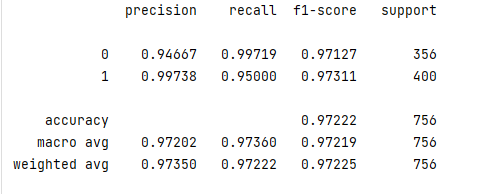 precision recall f1-score support
0 0.94667 0.99719 0.97127 356
1 0.99738 0.95000 0.97311 400
accuracy 0.97222 756
macro avg 0.97202 0.97360 0.97219 756
weighted avg 0.97350 0.97222 0.97225 756